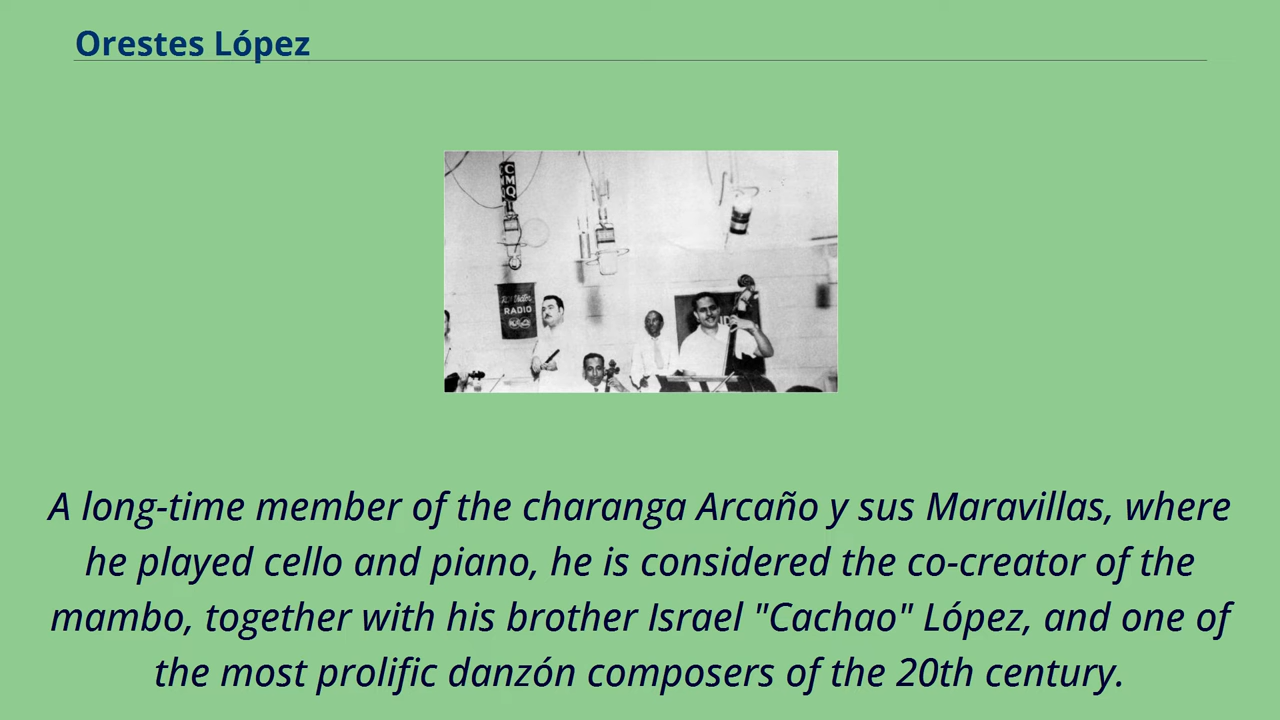 Orestes López
CMQ
RCA Victor
RADIO
A long-time member of the charanga Arcaño y sus Maravillas, where
he played cello and piano, he is considered the co-creator of the
mambo, together with his brother Israel "Cachao" López, and one of
the most prolific danzón composers of the 20th century.